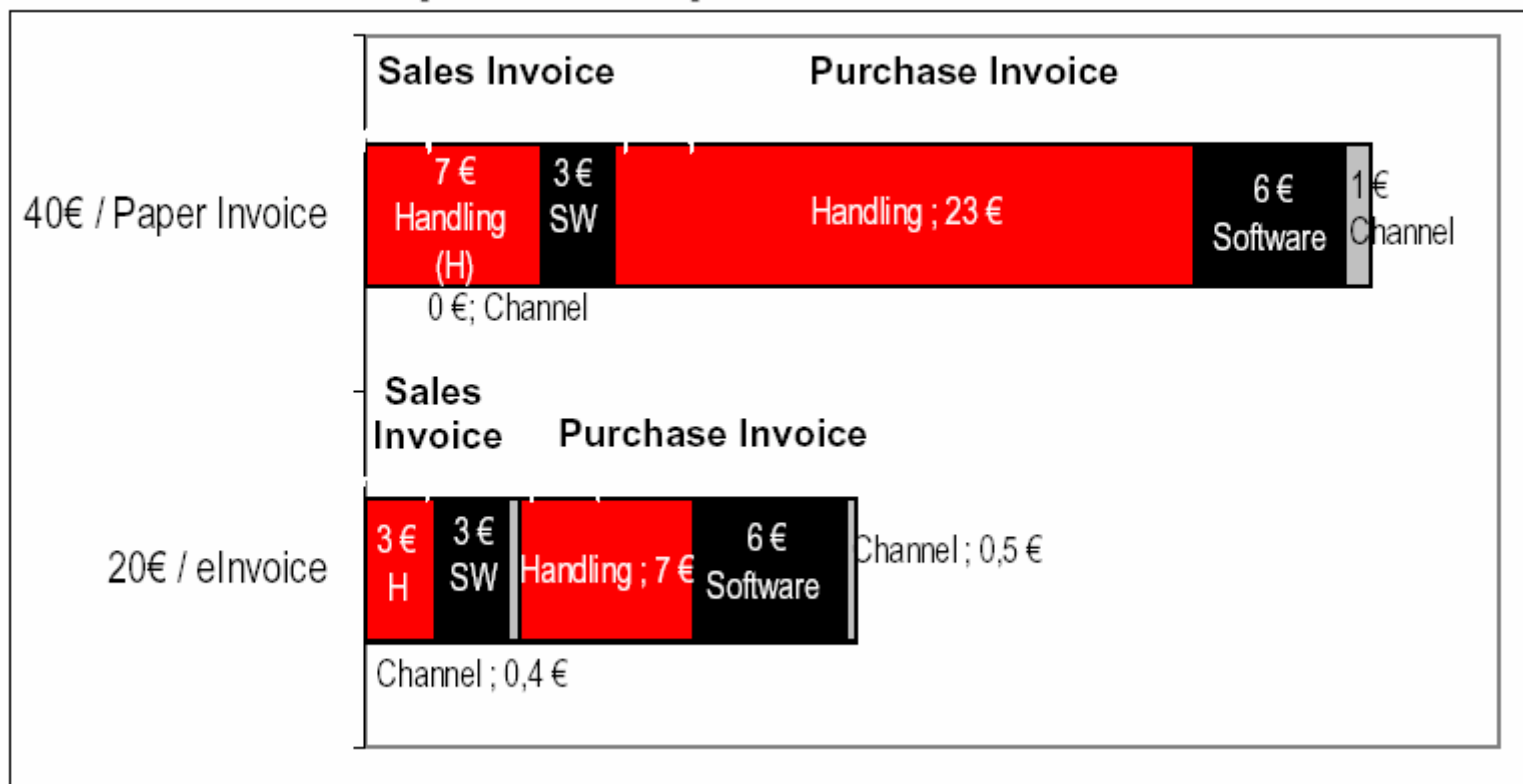 Sales Invoice
Purchase Invoice
40€ / Paper Invoice
7 €
Handling
(H)
3 €
SW
Handling ; 23 €
6 €
Software
1 €
Channel
0 €; Channel
Sales
Invoice
Purchase Invoice
20€ / eInvoice
3 €
H
3 €
SW
Handling ; 7 €
6 €
Software
Channel ; 0,5 €
Channel ; 0,4 €